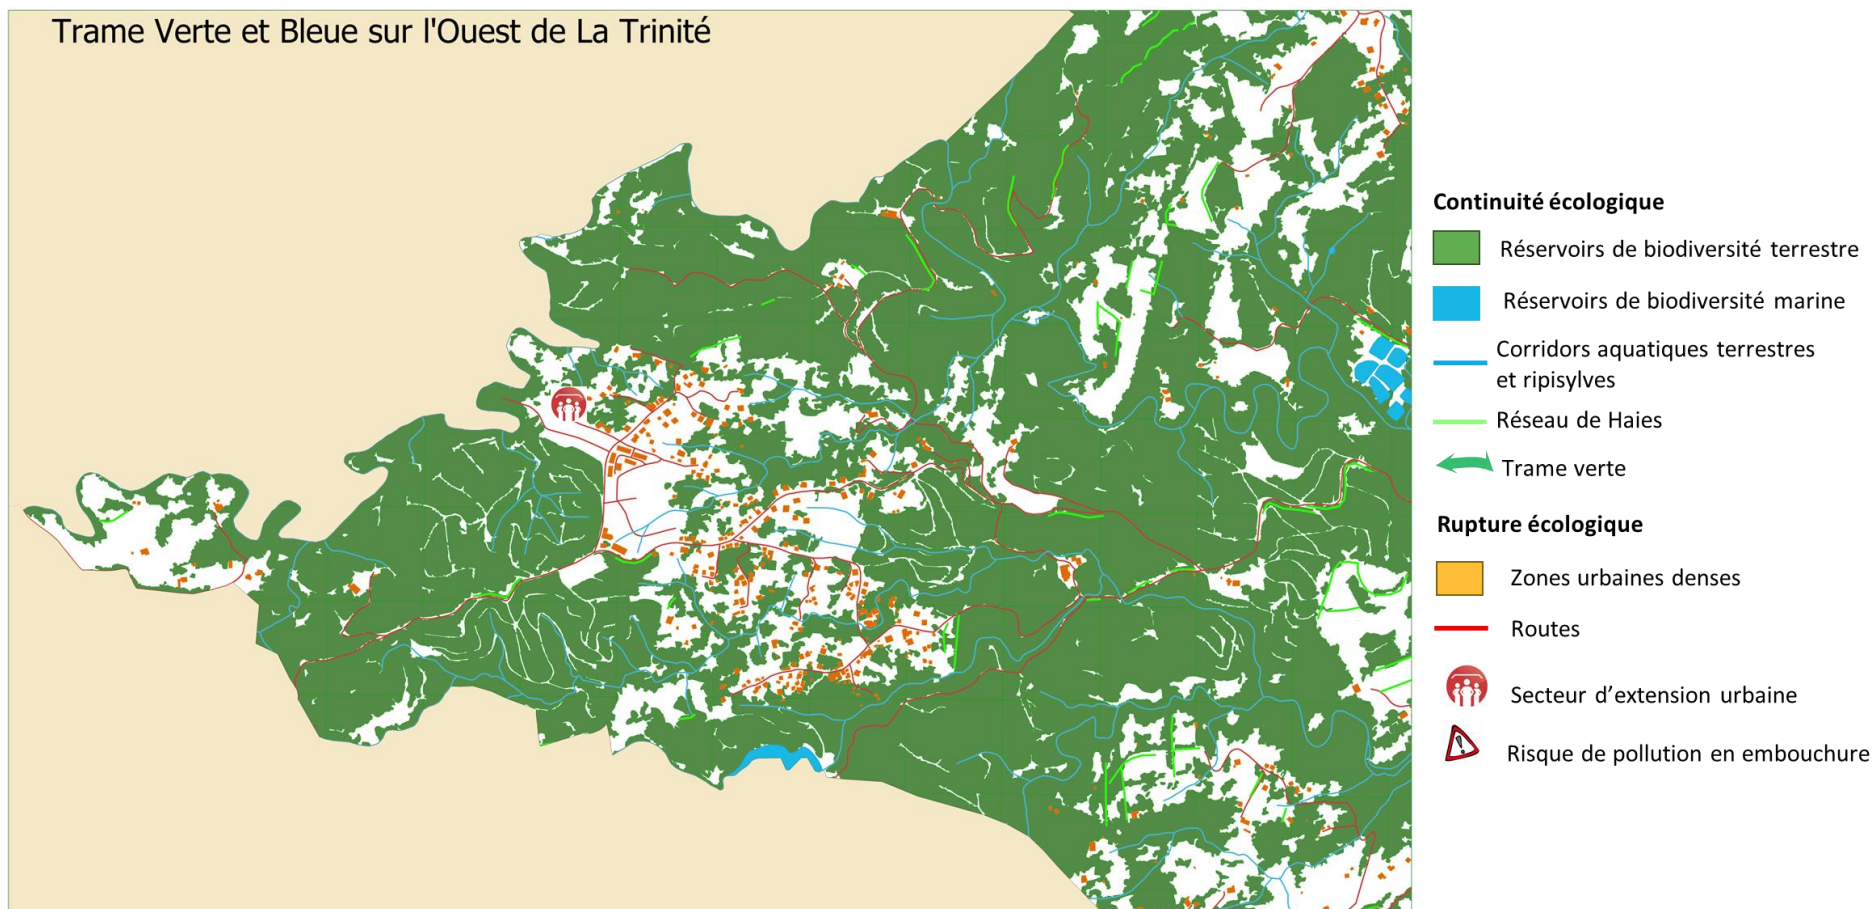 Trame Verte et Bleue sur l'Ouest de La Trinité
Continuité écologique
Réservoirs de biodiversité terrestre
Réservoirs de biodiversité marine
Corridors aquatiques terrestres
et ripisylves
Réseau de Haies
Trame verte
Rupture écologique
Zones urbaines denses
Routes
Secteur d’extension urbaine
Risque de pollution en embouchure